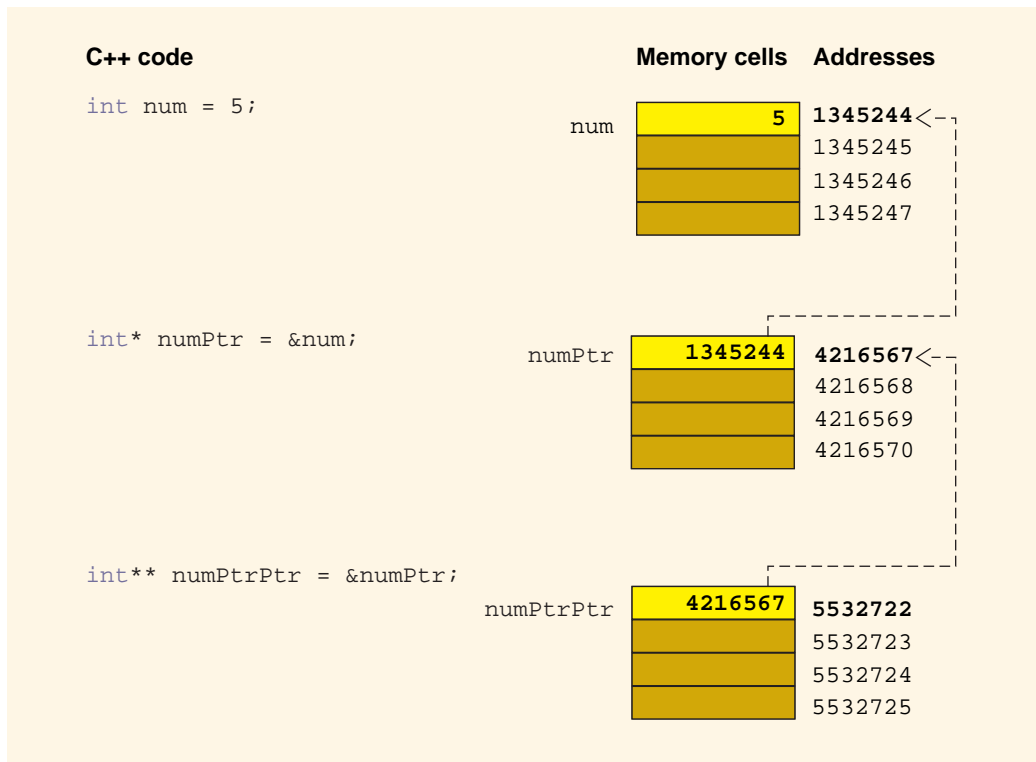 C++ code Memory cells Addresses
int num = 5;
num 5 1345244
1345245
1345246
1345247
int* numPtr = &num;
numPtr 1345244 4216567
4216568
4216569
4216570
int** numPtrPtr = &numPtr;
numPtrPtr 4216567 5532722
5532723
5532724
5532725